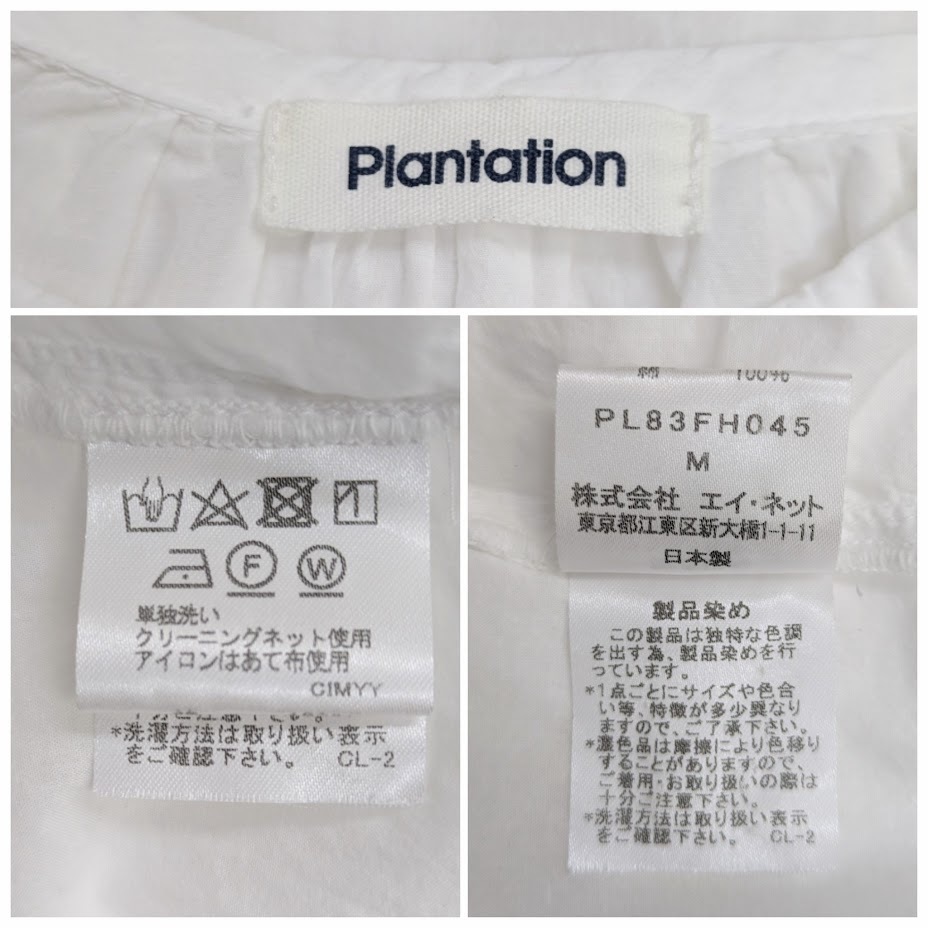 Plantation
F
W
単独洗い
クリーニングネット使用
アイロンはあて布使用
CIMYY
十分ご注意下さい。
*洗濯方法は取り扱い表示
をご確認下さい。 CL-2
綿 100%
PL83FH045
M
株式会社 エイ・ネット
東京都江東区新大橋1-1-11
日本製
製品染め
この製品は独特な色調
を出す為、製品染めを行
っています。
*1点ごとにサイズや色合
い等、特徴が多少異なり
ますので、ご了承下さい。
*濃色品は摩擦により色移り
することがありますので、
ご着用・お取り扱いの際は
十分ご注意下さい。
*洗濯方法は取り扱い表示
をご確認下さい。 CL-2